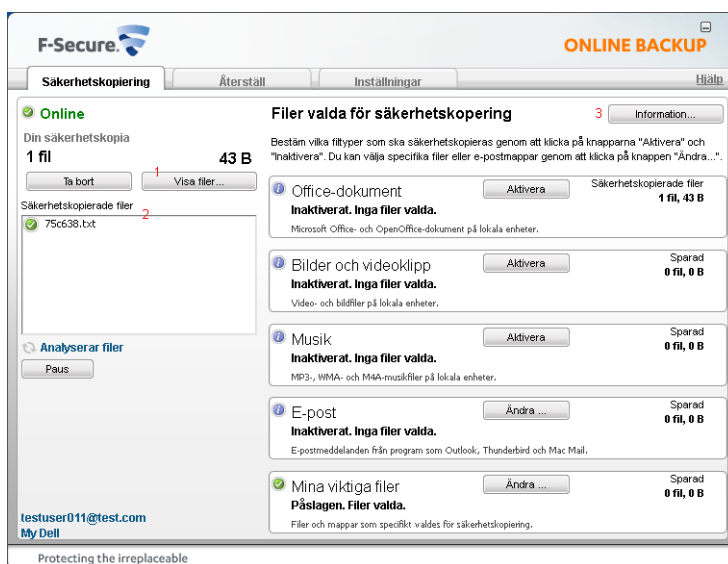 F-Secure.
ONLINE BACKUP
Säkerhetskopiering
Återställ
Inställningar
Hjälp
Online
Din säkerhetskopia
1 fil 43 B
1
Ta bort
Visa filer...
Säkerhetskopierade filer
2
75c638.txt
Analyserar filer
Paus
testuser011@test.com
My Dell
Filer valda för säkerhetskopering
3
Information...
Bestäm vilka filtyper som ska säkerhetskopieras genom att klicka på knapparna "Aktivera" och
"Inaktivera". Du kan välja specifika filer eller e-postmappar genom att klicka på knappen "Ändra...".
Office-dokument
Aktivera
Säkerhetskopierade filer
1 fil, 43 B
Inaktiverat. Inga filer valda.
Microsoft Office- och OpenOffice-dokument på lokala enheter.
Bilder och videoklipp
Aktivera
Sparad
0 fil, 0 B
Inaktiverat. Inga filer valda.
Video- och bildfiler på lokala enheter.
Musik
Aktivera
Sparad
0 fil, 0 B
Inaktiverat. Inga filer valda.
MP3-, WMA- och M4A-musikfiler på lokala enheter.
E-post
Ändra ...
Sparad
0 fil, 0 B
Inaktiverat. Inga filer valda.
E-postmeddelanden från program som Outlook, Thunderbird och Mac Mail.
Mina viktiga filer
Ändra ...
Sparad
0 fil, 0 B
Påslagen. Filer valda.
Filer och mappar som specifikt valdes för säkerhetskopiering.
Protecting the irreplaceable